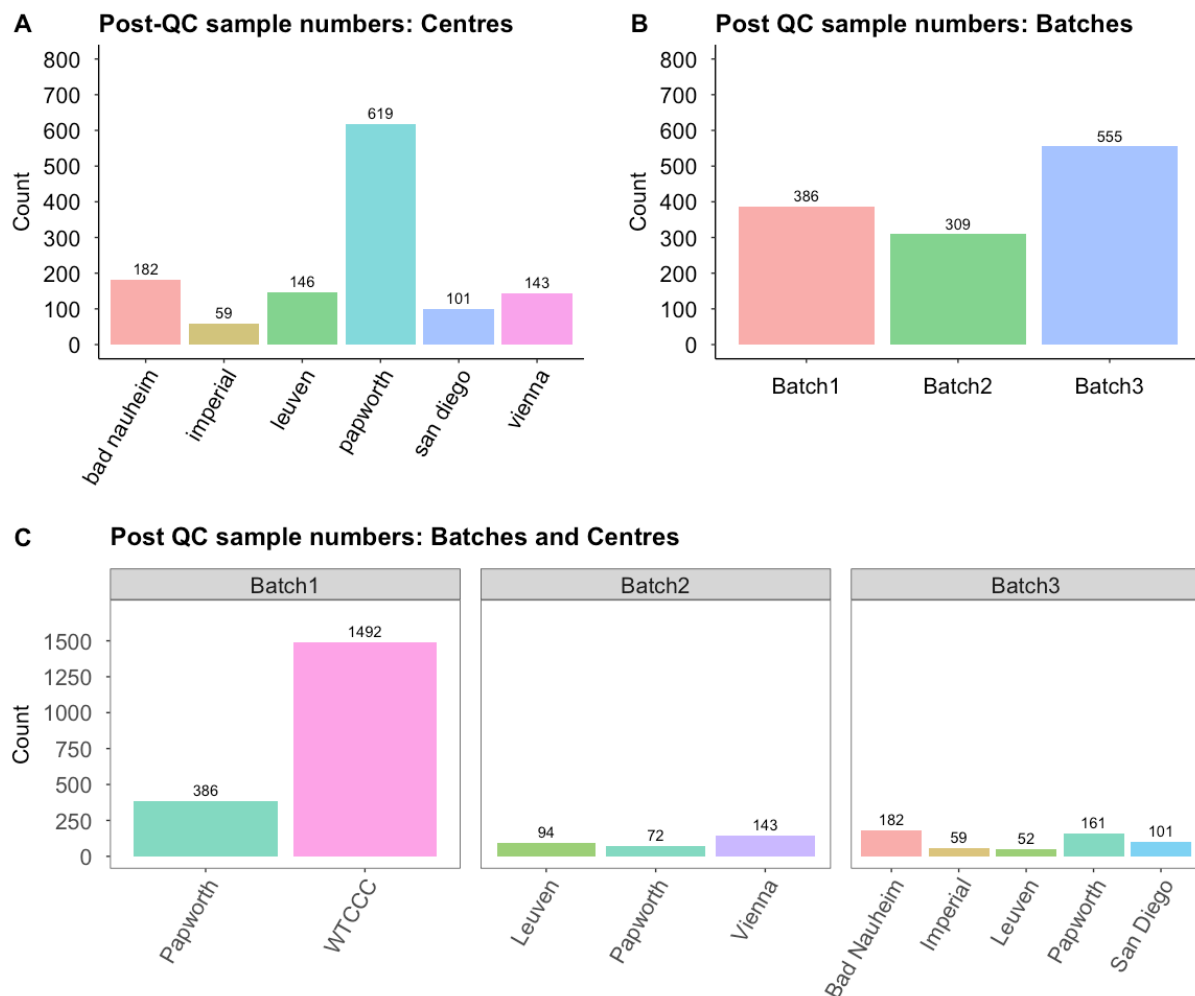 A Post-QC sample numbers: Centres
Count
800
700
600
500
400
300
200
100
0
182
59
146
619
101
143
bad nauheim
imperial
leuven
papworth
san diego
vienna
B Post QC sample numbers: Batches
Count
800
700
600
500
400
300
200
100
0
386
309
555
Batch1
Batch2
Batch3
C Post QC sample numbers: Batches and Centres
Count
1500
1250
1000
750
500
250
0
Batch1
386
1492
Papworth
WTCCC
Batch2
94
72
143
Leuven
Papworth
Vienna
Batch3
182
59
52
161
101
Bad Nauheim
Imperial
Leuven
Papworth
San Diego